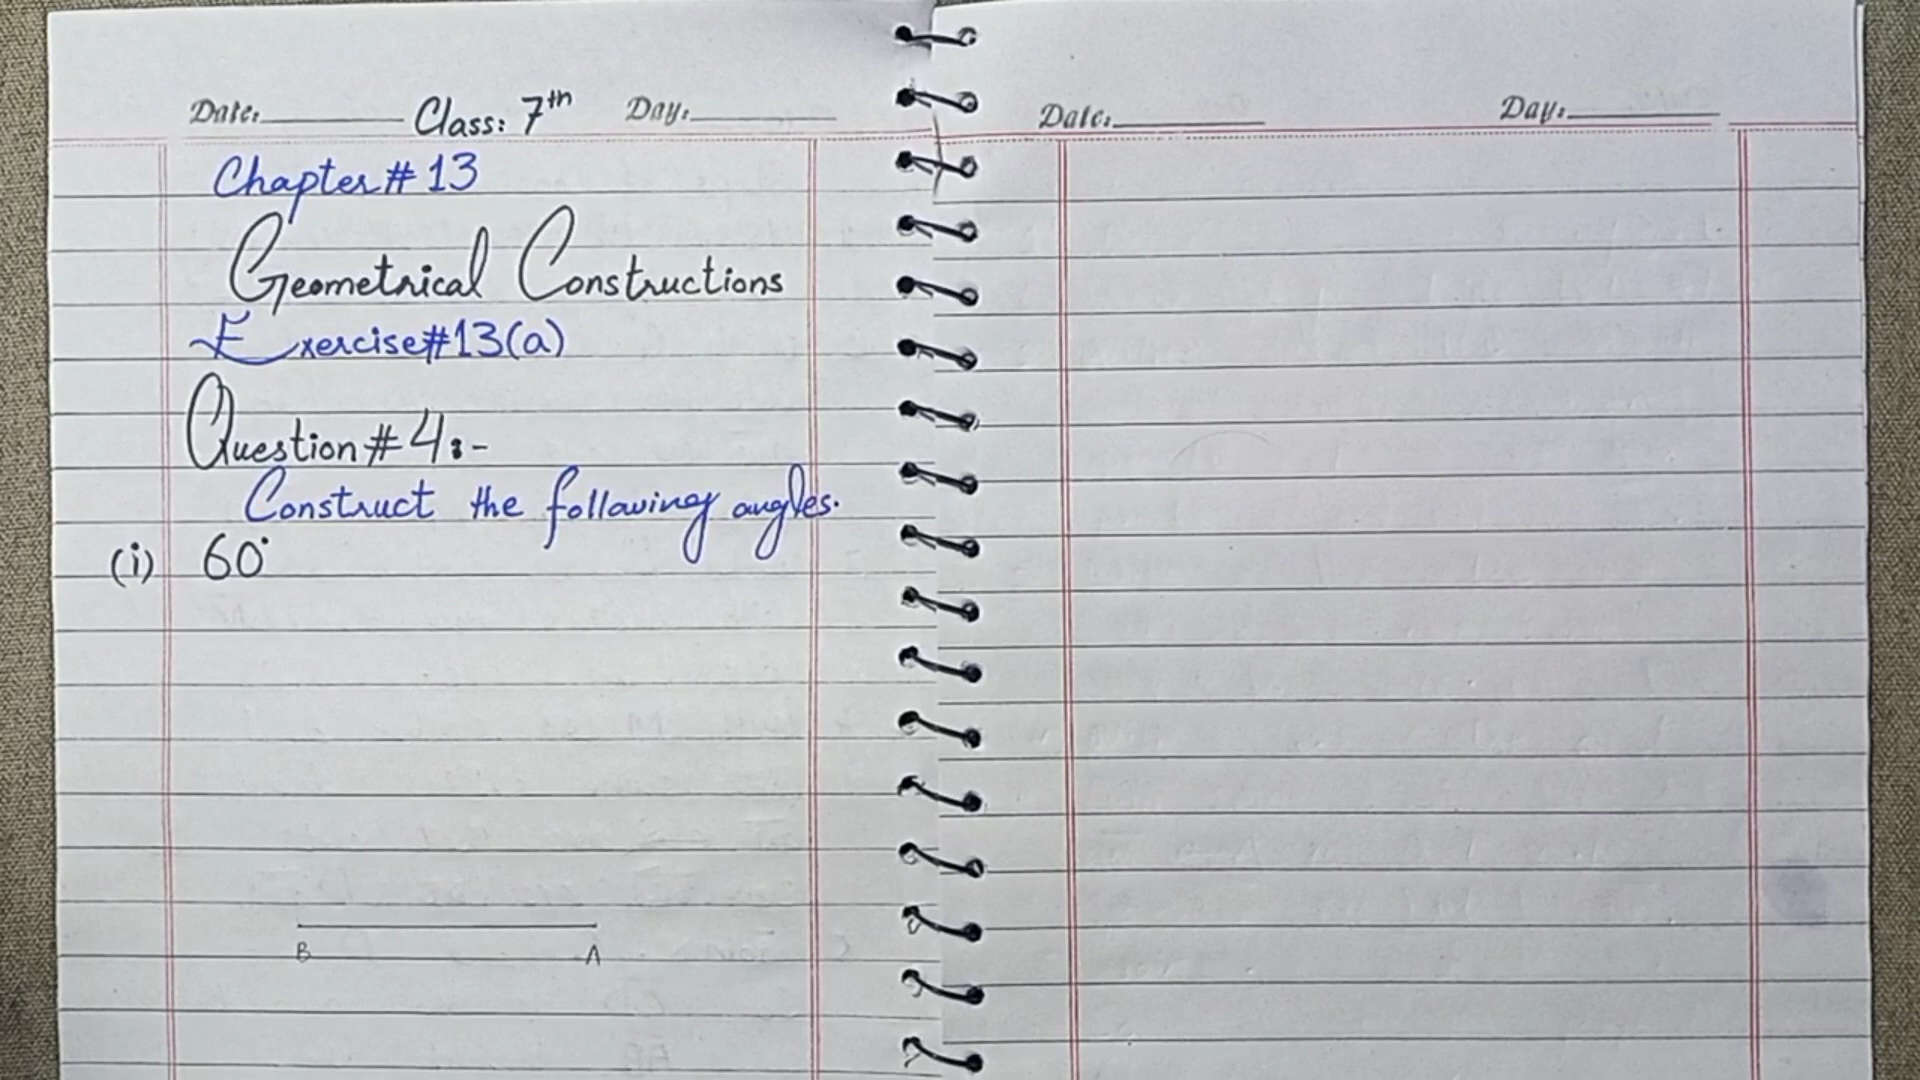 Date: Class: 7th Day:
Chapter # 13
Geometrical Constructions
Exercise # 13(a)
Question # 4:-
Construct the following angles.
(i) 60°
B A
Date: Day: